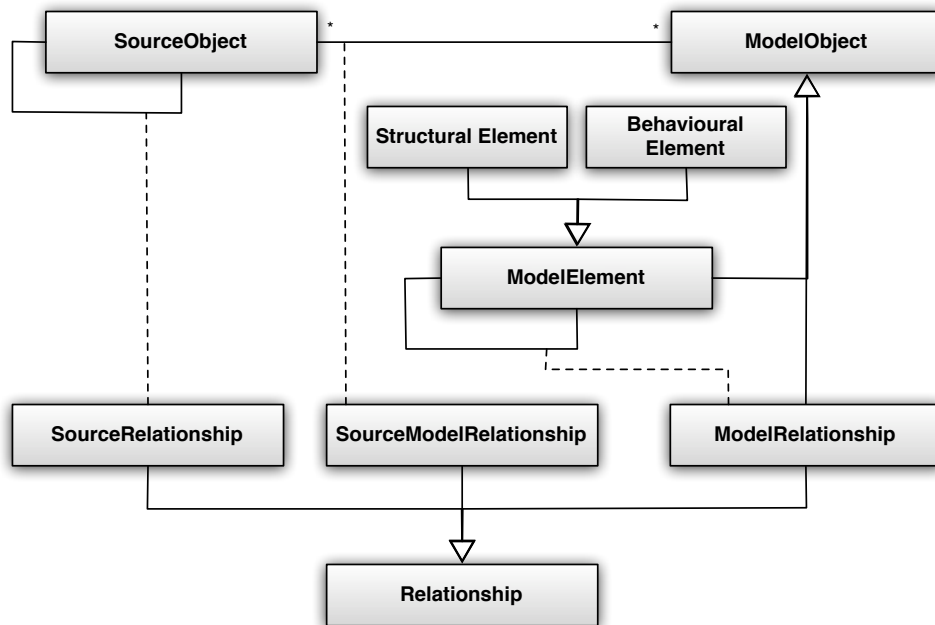 SourceObject
*
*
ModelObject
Structural Element
Behavioural
Element
ModelElement
SourceRelationship
SourceModelRelationship
ModelRelationship
Relationship